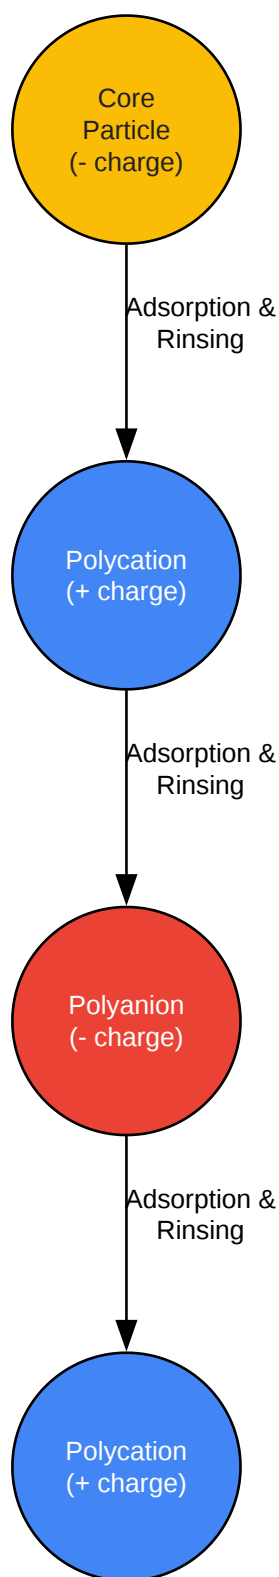 Core
Particle
(- charge)
Adsorption &
Rinsing
Polycation
(+ charge)
Adsorption &
Rinsing
Polyanion
(- charge)
Adsorption &
Rinsing
Polycation
(+ charge)